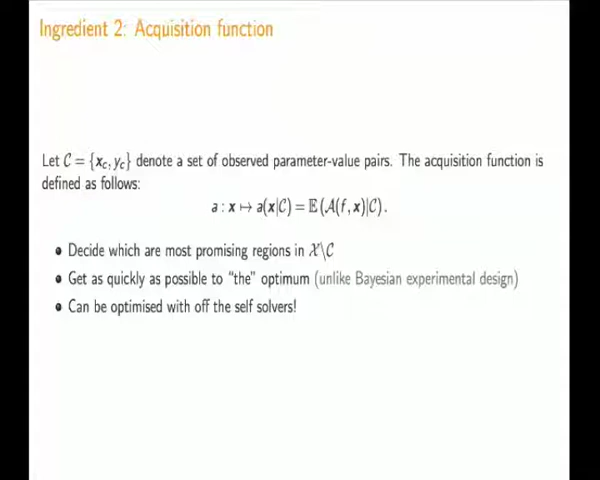 Ingredient 2: Acquisition function
Let C = {x_c, y_c} denote a set of observed parameter-value pairs. The acquisition function is
defined as follows:
a : x ↦ a(x|C) = 𝔼 (A(f, x)|C).
• Decide which are most promising regions in X\C
• Get as quickly as possible to “the” optimum (unlike Bayesian experimental design)
• Can be optimised with off the self solvers!